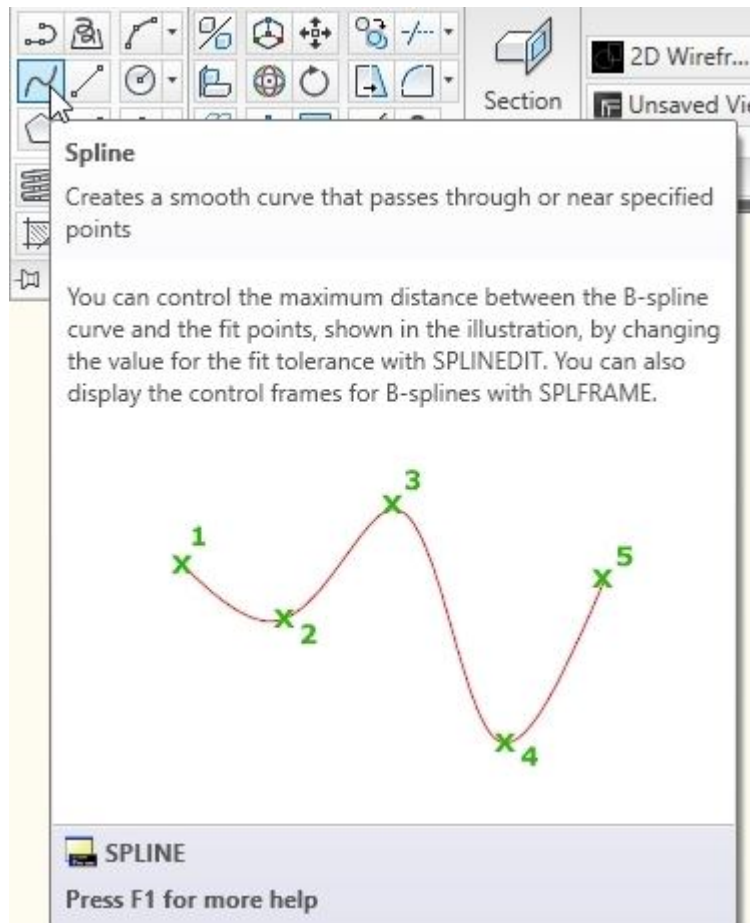 Section
2D Wirefr...
Unsaved Vie
Spline
Creates a smooth curve that passes through or near specified
points
You can control the maximum distance between the B-spline
curve and the fit points, shown in the illustration, by changing
the value for the fit tolerance with SPLINEDIT. You can also
display the control frames for B-splines with SPLFRAME.
1
2
3
4
5
SPLINE
Press F1 for more help